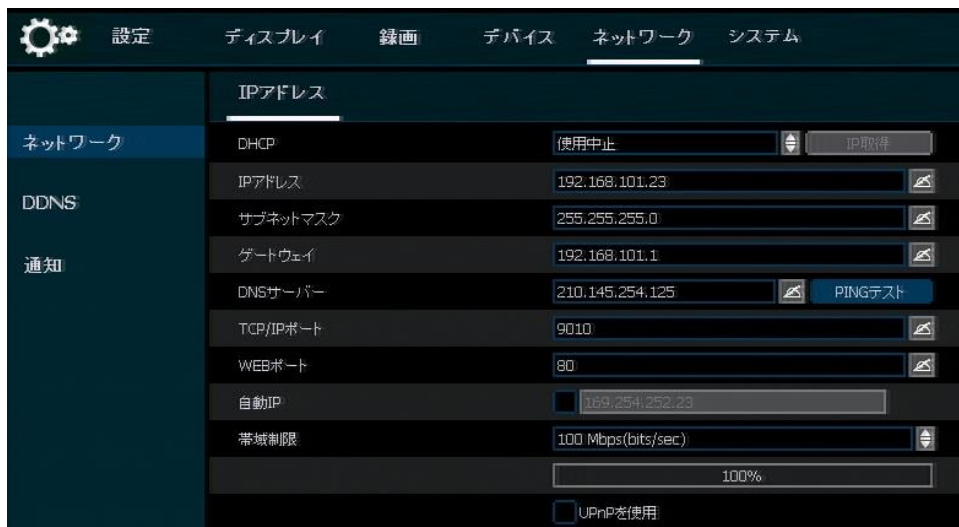 設定 ディスプレイ 録画 デバイス ネットワーク システム
IPアドレス
ネットワーク
DDNS
通知
DHCP 使用中止 IP取得
IPアドレス 192.168.101.23
サブネットマスク 255.255.255.0
ゲートウェイ 192.168.101.1
DNSサーバー 210.145.254.125 PINGテスト
TCP/IPポート 9010
WEBポート 80
自動IP 169.254.252.23
帯域制限 100 Mbps(bits/sec)
100%
UPnPを使用